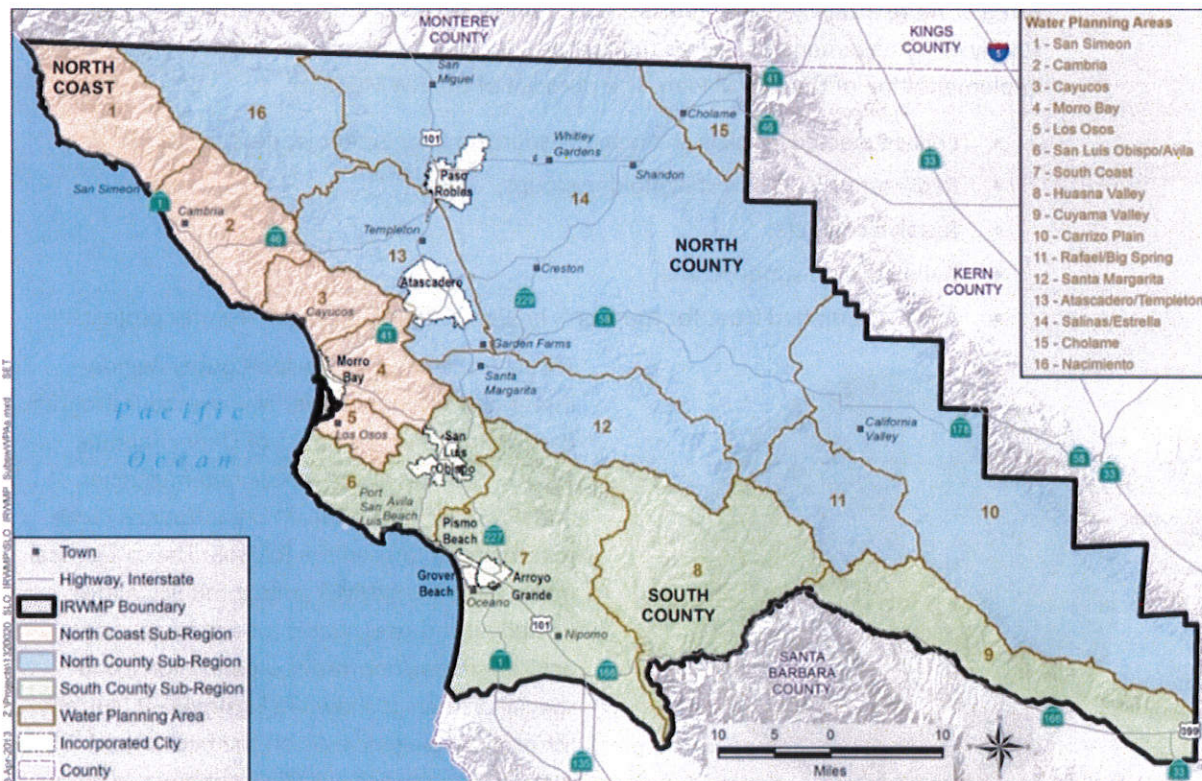 MONTEREY
COUNTY
KINGS
COUNTY
Water Planning Areas
1 - San Simeon
2 - Cambria
3 - Cayucos
4 - Morro Bay
5 - Los Osos
6 - San Luis Obispo/Avila
7 - South Coast
8 - Huasna Valley
9 - Cuyama Valley
10 - Carrizo Plain
11 - Rafael/Big Spring
12 - Santa Margarita
13 - Atascadero/Templeton
14 - Salinas/Estrella
15 - Cholame
16 - Nacimiento
NORTH
COAST
1
16
San
Miguel
101
Cholame
15
41
46
5
33
Whitley
Gardens
Shandon
Paso
Robles
14
San Simeon
1
Cambria
2
46
Templeton
13
Atascadero
Creston
229
58
NORTH
COUNTY
KERN
COUNTY
3
Cayucos
41
Garden Farms
Santa
Margarita
Morro
Bay
4
5
Los Osos
Pacific
Ocean
12
California
Valley
178
58
33
San
Luis
Obispo
6
Port
San
Luis
Avila
Beach
11
10
Pismo
Beach
227
7
Grover
Beach
Arroyo
Grande
Oceano
101
Nipomo
8
SOUTH
COUNTY
1
166
9
SANTA
BARBARA
COUNTY
166
33
135
Town
Highway, Interstate
IRWMP Boundary
North Coast Sub-Region
North County Sub-Region
South County Sub-Region
Water Planning Area
Incorporated City
County
10 5 0 10
Miles